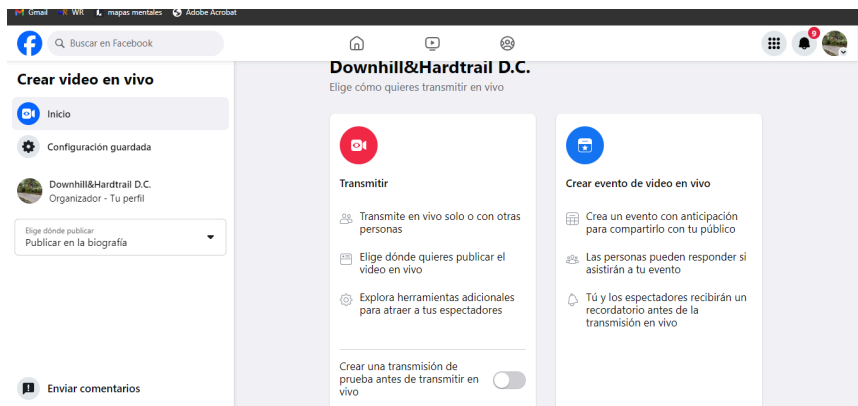 Gmail
WR
mapas mentales
Adobe Acrobat
Buscar en Facebook
9
Crear video en vivo
Inicio
Configuración guardada
Downhill&Hardtrail D.C.
Organizador - Tu perfil
Elige dónde publicar
Publicar en la biografía
Enviar comentarios
Downhill&Hardtrail D.C.
Elige cómo quieres transmitir en vivo
Transmitir
Transmite en vivo solo o con otras
personas
Elige dónde quieres publicar el
video en vivo
Explora herramientas adicionales
para atraer a tus espectadores
Crear una transmisión de
prueba antes de transmitir en
vivo
Crear evento de video en vivo
Crea un evento con anticipación
para compartirlo con tu público
Las personas pueden responder si
asistirán a tu evento
Tú y los espectadores recibirán un
recordatorio antes de la
transmisión en vivo